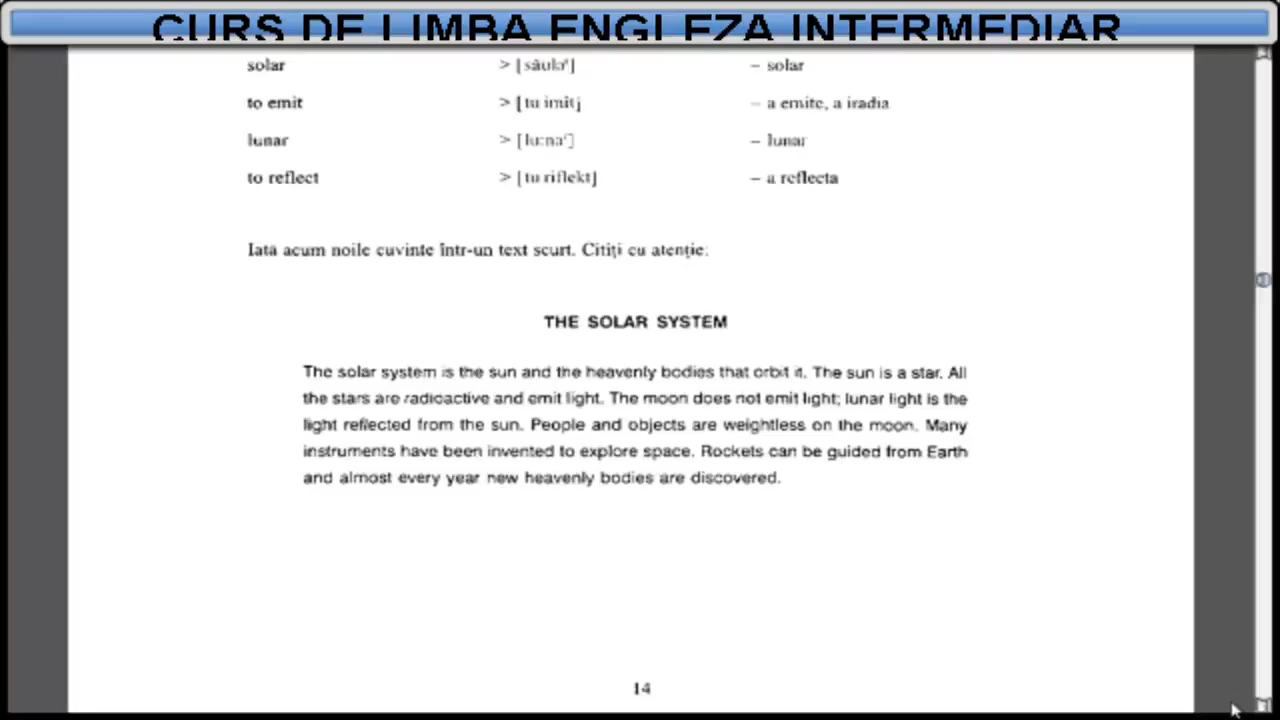 CURS DE LIMBA ENGLEZA INTERMEDIAR
solar > [săuləʳ] – solar
to emit > [tu imit] – a emite, a iradia
lunar > [lu:naʳ] – lunar
to reflect > [tu riflekt] – a reflecta
Iată acum noile cuvinte într-un text scurt. Citiți cu atenție:
THE SOLAR SYSTEM
The solar system is the sun and the heavenly bodies that orbit it. The sun is a star. All
the stars are radioactive and emit light. The moon does not emit light; lunar light is the
light reflected from the sun. People and objects are weightless on the moon. Many
instruments have been invented to explore space. Rockets can be guided from Earth
and almost every year new heavenly bodies are discovered.
14